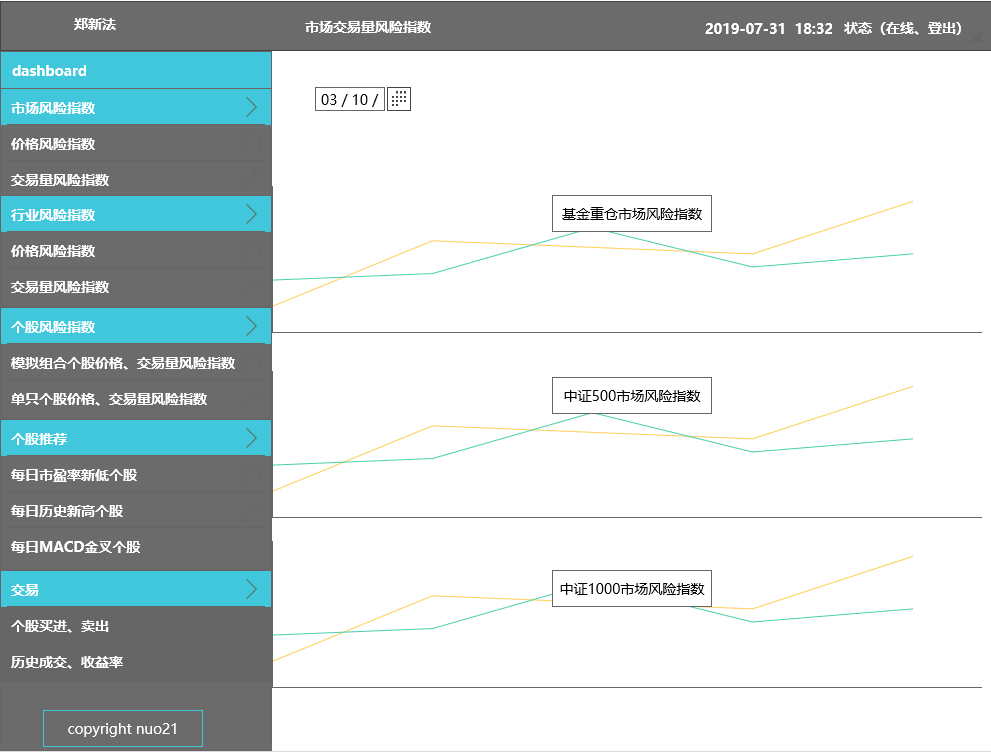 郑新法
市场交易量风险指数
2019-07-31 18:32 状态（在线、登出）
dashboard
市场风险指数
价格风险指数
交易量风险指数
行业风险指数
价格风险指数
交易量风险指数
个股风险指数
模拟组合个股价格、交易量风险指数
单只个股价格、交易量风险指数
个股推荐
每日市盈率新低个股
每日历史新高个股
每日MACD金叉个股
交易
个股买进、卖出
历史成交、收益率
copyright nuo21
03 / 10 /
基金重仓市场风险指数
中证500市场风险指数
中证1000市场风险指数